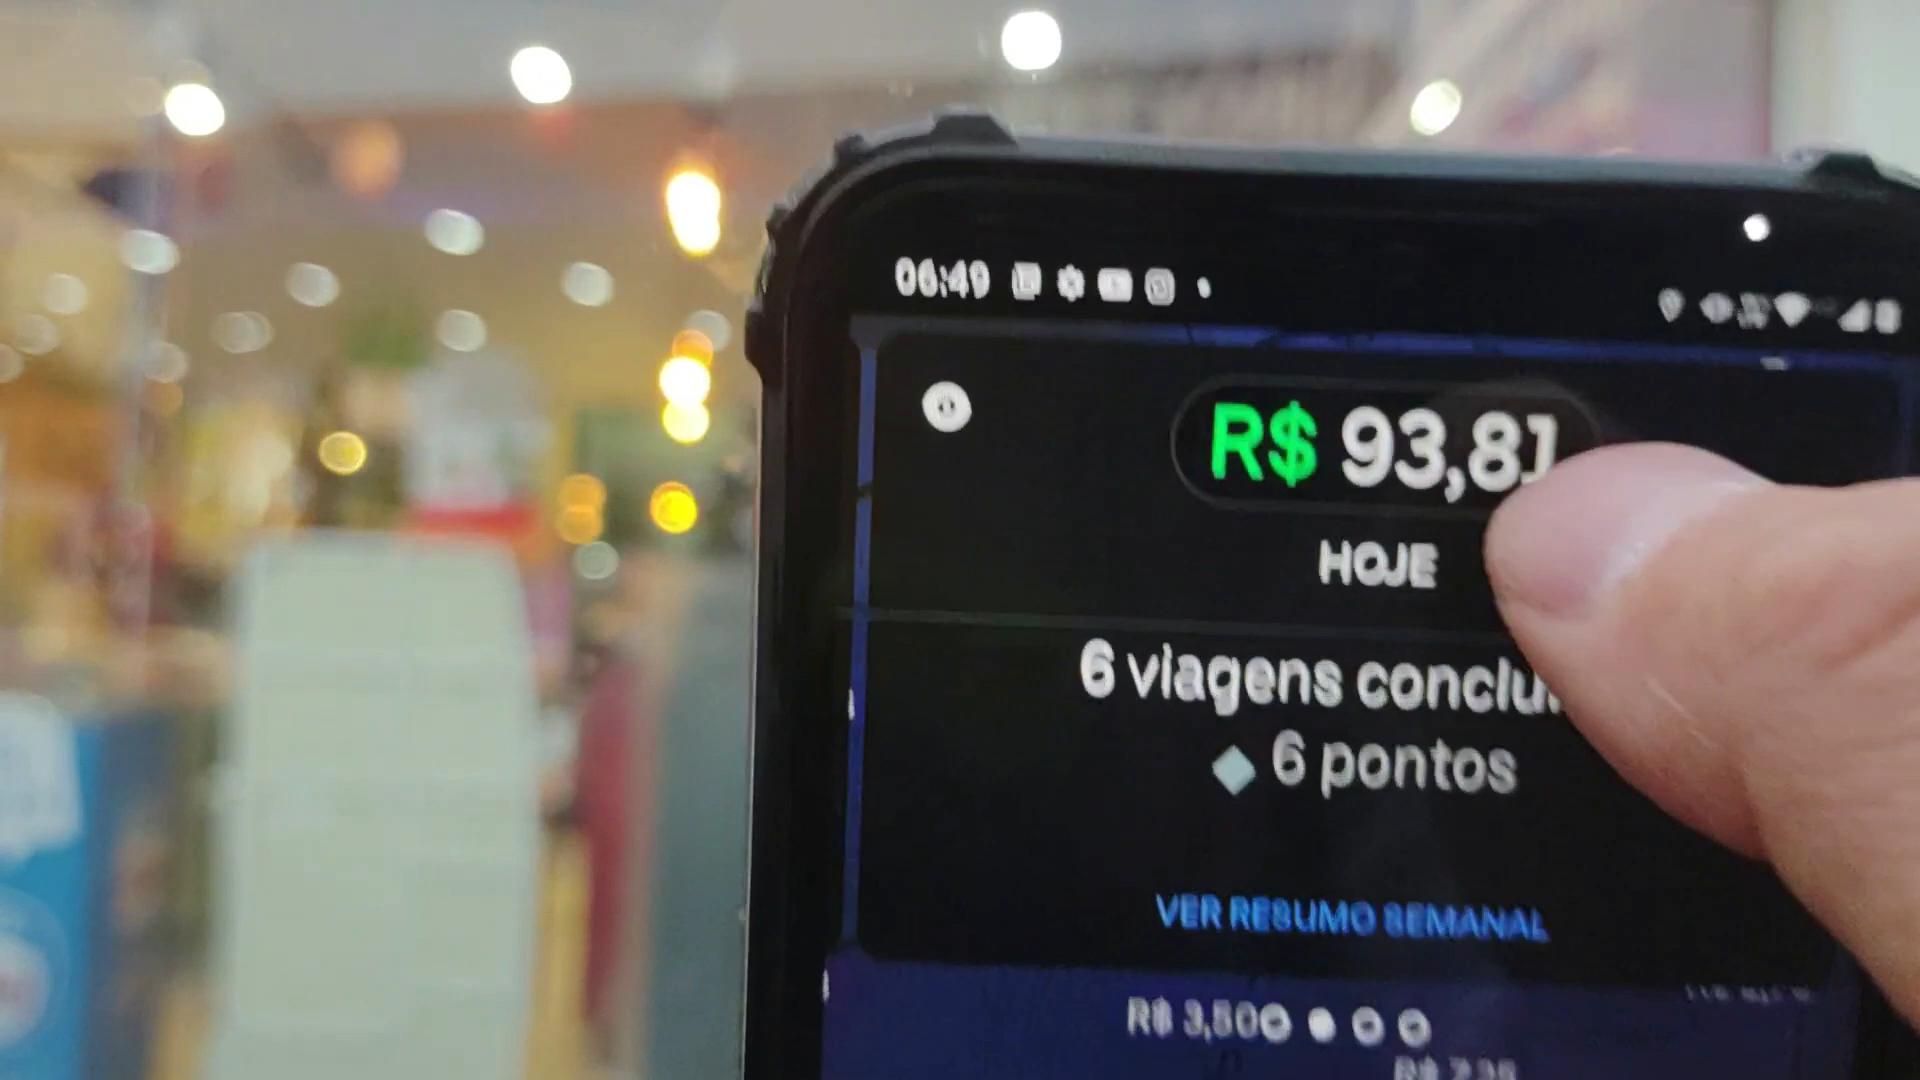 06:49
R$ 93,81
HOJE
6 viagens conclu
6 pontos
VER RESUMO SEMANAL
R$ 3,50